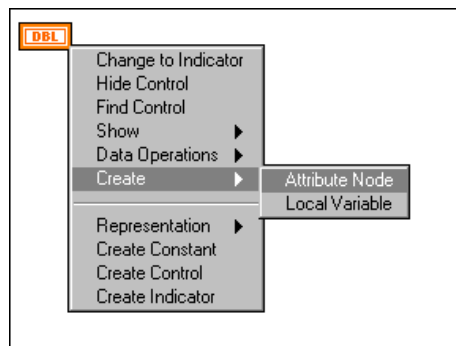 DBL
Change to Indicator
Hide Control
Find Control
Show
Data Operations
Create
Attribute Node
Local Variable
Representation
Create Constant
Create Control
Create Indicator